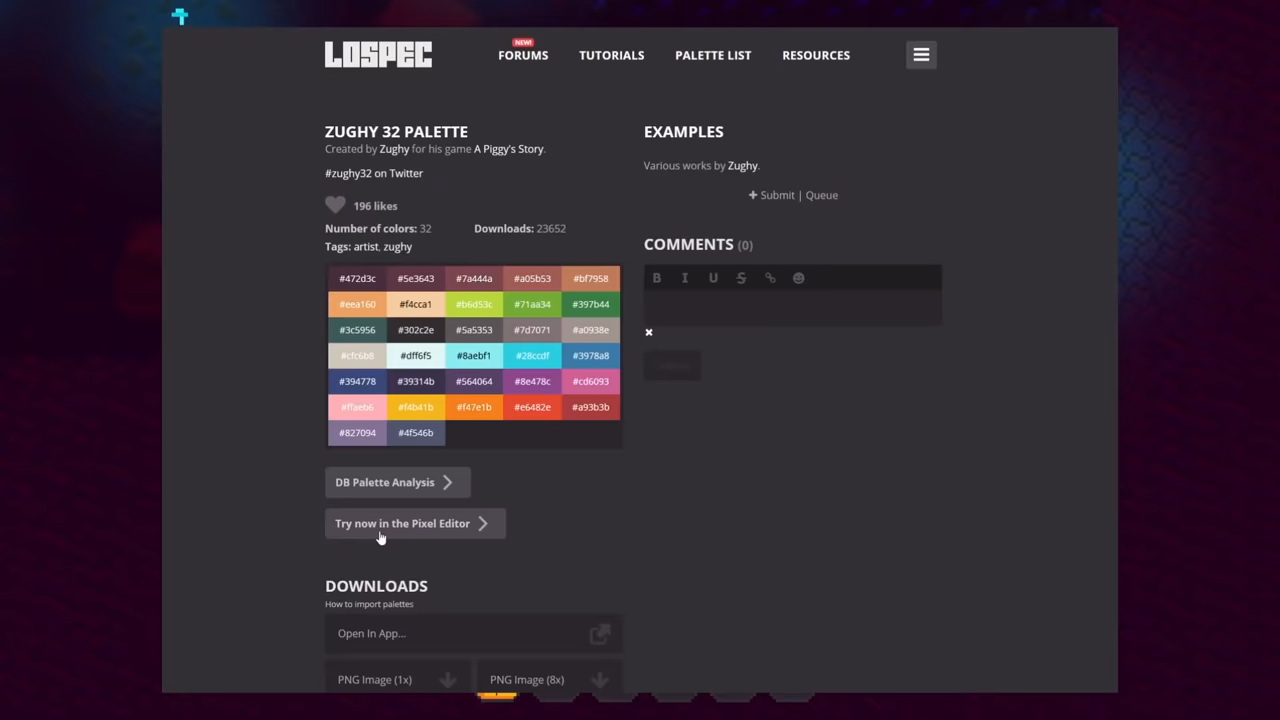 LOSPEC
NEW!
FORUMS
TUTORIALS
PALETTE LIST
RESOURCES
ZUGHY 32 PALETTE
Created by Zughy for his game A Piggy's Story.
#zughy32 on Twitter
196 likes
Number of colors: 32
Downloads: 23652
Tags: artist, zughy
#472d3c #5e3643 #7a444a #a05b53 #bf7958
#eea160 #f4cca1 #b6d53c #71aa34 #397b44
#3c5956 #302c2e #5a5353 #7d7071 #a0938e
#cfc6b8 #dff6f5 #8aebf1 #28ccdf #3978a8
#394778 #39314b #564064 #8e478c #cd6093
#ffaeb6 #f4b41b #f47e1b #e6482e #a93b3b
#827094 #4f546b
DB Palette Analysis
Try now in the Pixel Editor
DOWNLOADS
How to import palettes
Open In App...
PNG Image (1x)
PNG Image (8x)
EXAMPLES
Various works by Zughy.
+ Submit | Queue
COMMENTS (0)
B I U S